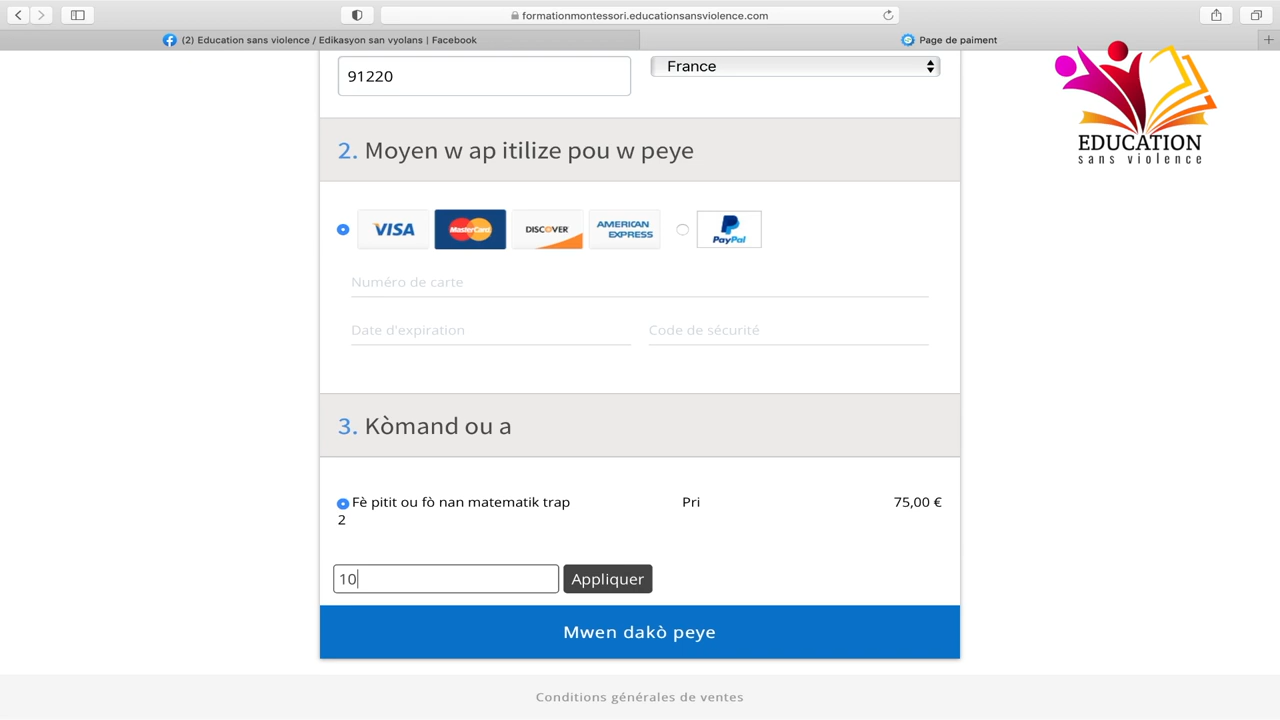 formationmontessori.educationsansviolence.com
(2) Education sans violence / Edikasyon san vyolans | Facebook
Page de paiment
91220
France
EDUCATION
sans violence
2. Moyen w ap itilize pou w peye
VISA
MasterCard
DISCOVER
AMERICAN
EXPRESS
PayPal
Numéro de carte
Date d'expiration
Code de sécurité
3. Kòmand ou a
Fè pitit ou fò nan matematik trap
2
Pri
75,00 €
10
Appliquer
Mwen dakò peye
Conditions générales de ventes